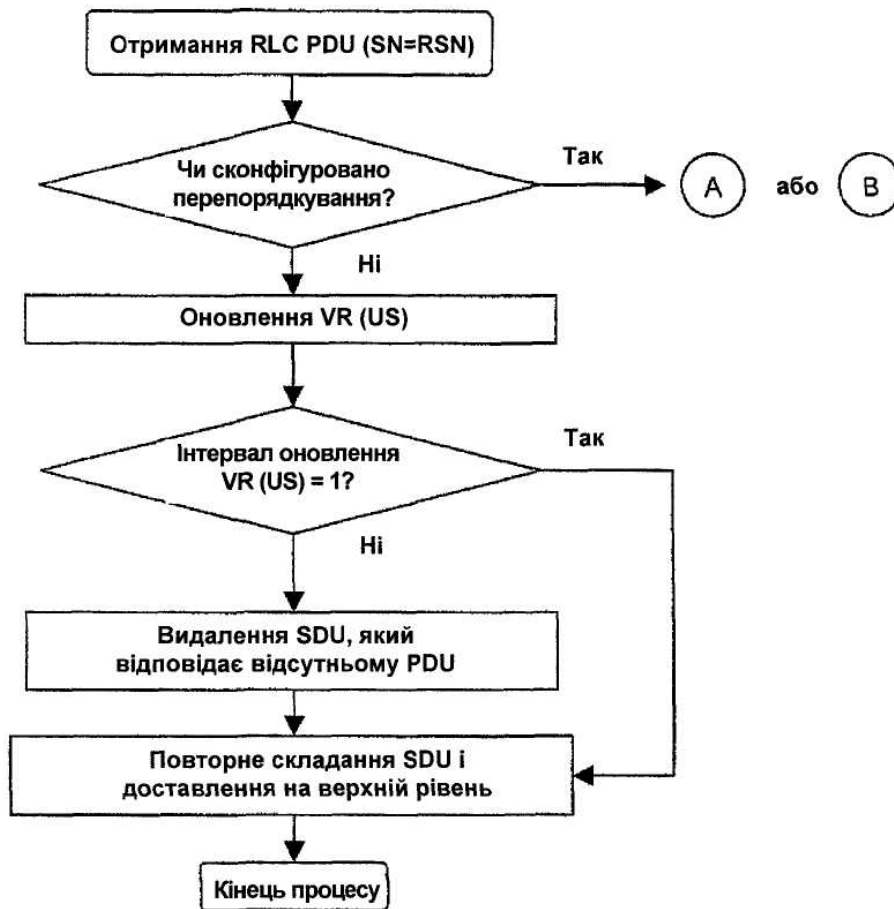 Отримання RLC PDU (SN=RSN)
Чи сконфігуровано
перепорядкування?
Так
A або B
Ні
Оновлення VR (US)
Інтервал оновлення
VR (US) = 1?
Так
Ні
Видалення SDU, який
відповідає відсутньому PDU
Повторне складання SDU і
доставлення на верхній рівень
Кінець процесу